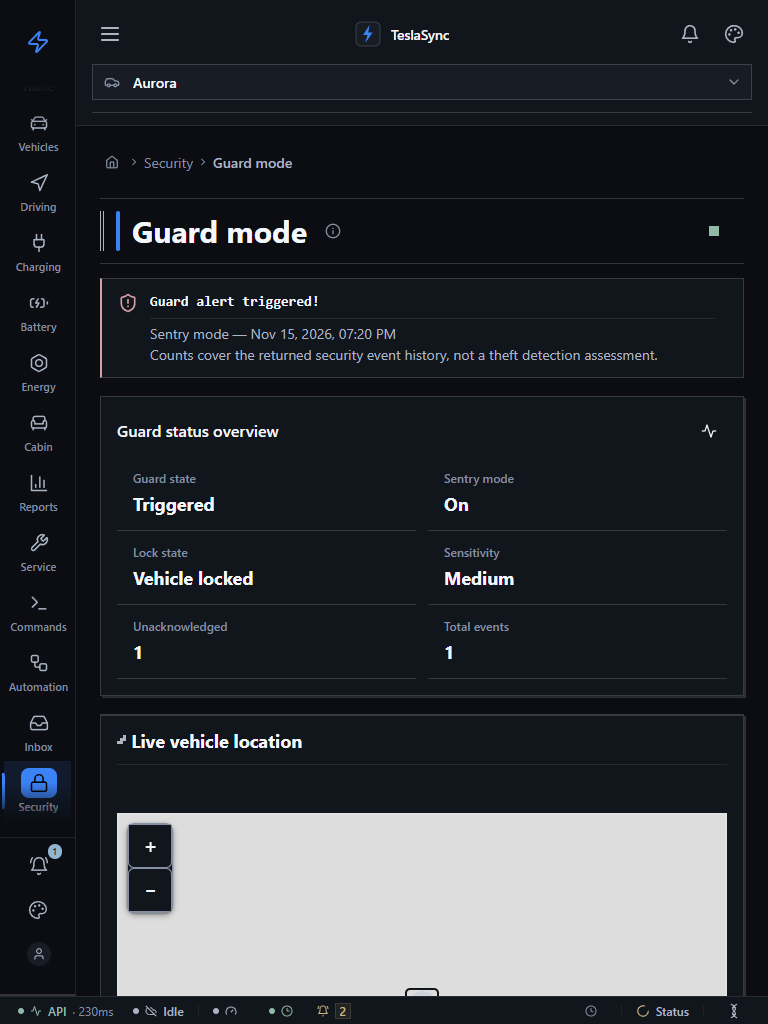 TeslaSync
Aurora
Vehicles
Driving
Charging
Battery
Energy
Cabin
Reports
Service
Commands
Automation
Inbox
Security
1
Security
Guard mode
Guard mode
Guard alert triggered!
Sentry mode — Nov 15, 2026, 07:20 PM
Counts cover the returned security event history, not a theft detection assessment.
Guard status overview
Guard state
Triggered
Sentry mode
On
Lock state
Vehicle locked
Sensitivity
Medium
Unacknowledged
1
Total events
1
Live vehicle location
+
−
API · 230ms
Idle
2
Status